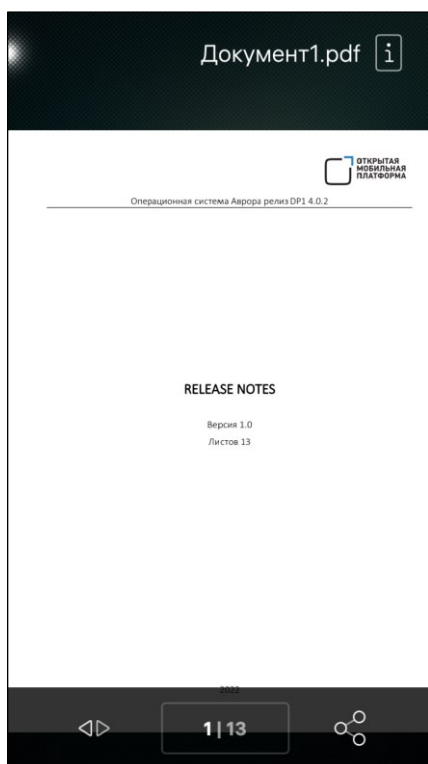 Документ1.pdf
ОТКРЫТАЯ
МОБИЛЬНАЯ
ПЛАТФОРМА
Операционная система Аврора релиз DP1 4.0.2
RELEASE NOTES
Версия 1.0
Листов 13
2022
1|13